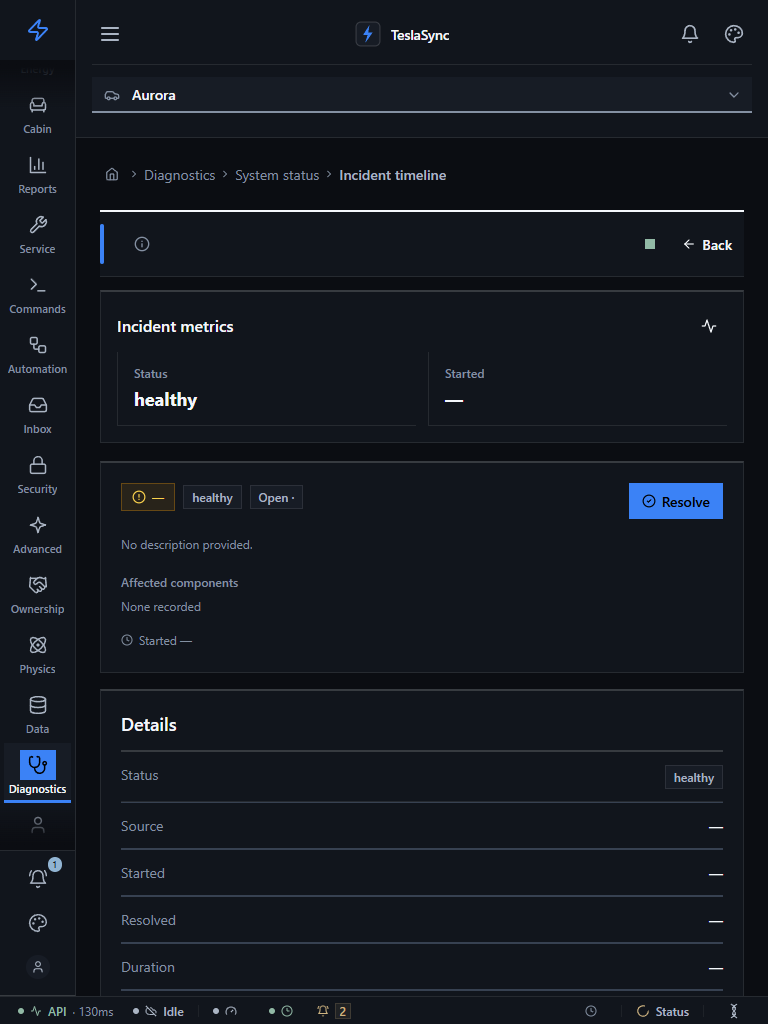 TeslaSync
Aurora
Energy
Cabin
Reports
Service
Commands
Automation
Inbox
Security
Advanced
Ownership
Physics
Data
Diagnostics
1
Diagnostics > System status > Incident timeline
Back
Incident metrics
Status
healthy
Started
—
—
healthy
Open ·
Resolve
No description provided.
Affected components
None recorded
Started —
Details
Status healthy
Source —
Started —
Resolved —
Duration —
API · 130ms
Idle
2
Status